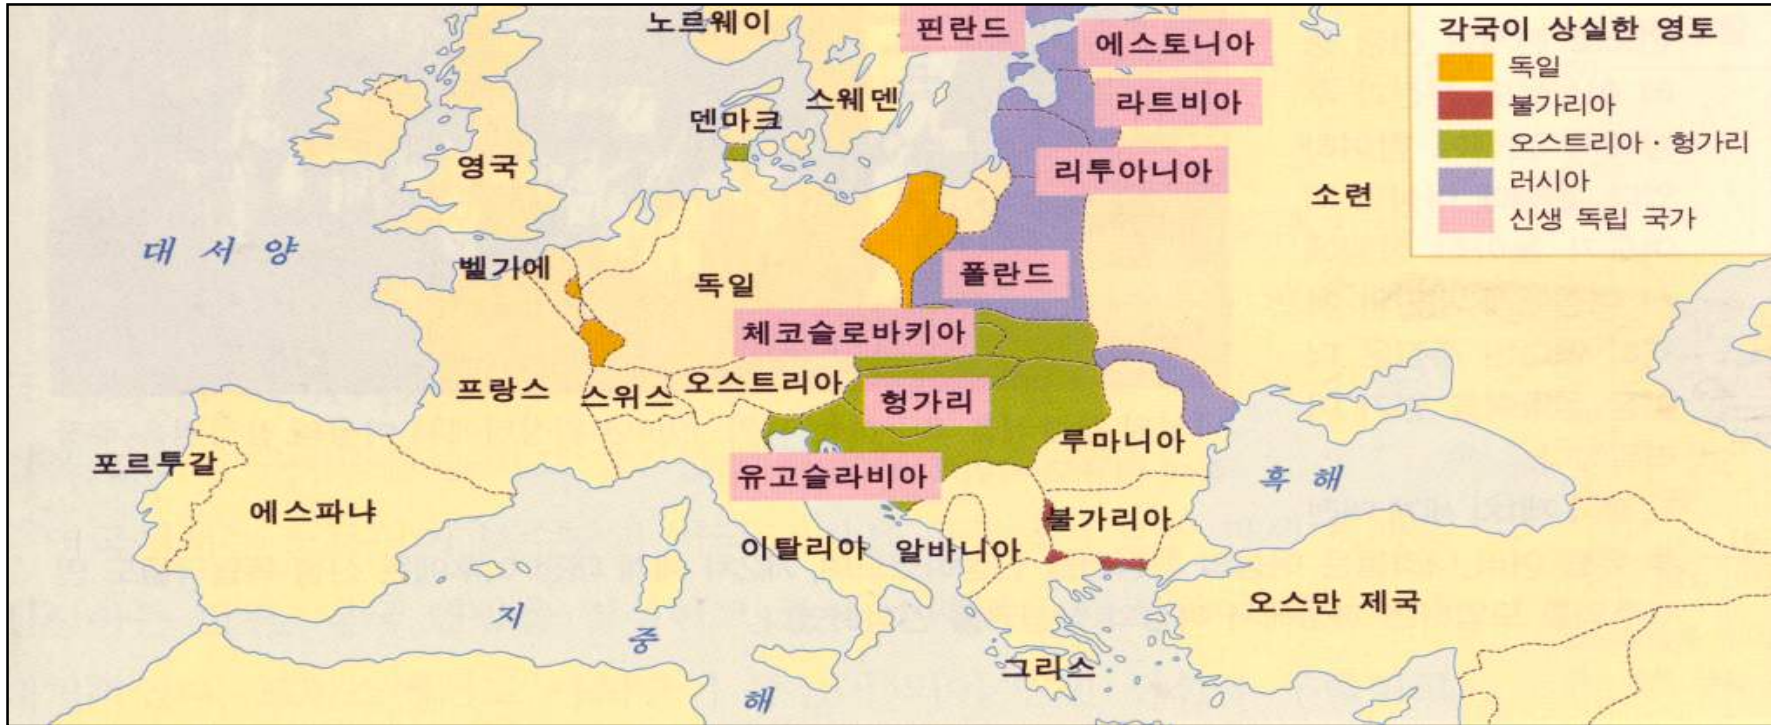 노르웨이
핀란드
에스토니아
각국이 상실한 영토
독일
불가리아
오스트리아 · 헝가리
러시아
신생 독립 국가
스웨덴
라트비아
덴마크
영국
리투아니아
소련
대 서 양
벨기에
독일
폴란드
체코슬로바키아
프랑스
스위스
오스트리아
헝가리
루마니아
포르투갈
유고슬라비아
흑 해
에스파냐
불가리아
이탈리아
알바니아
오스만 제국
지 중 해
그리스